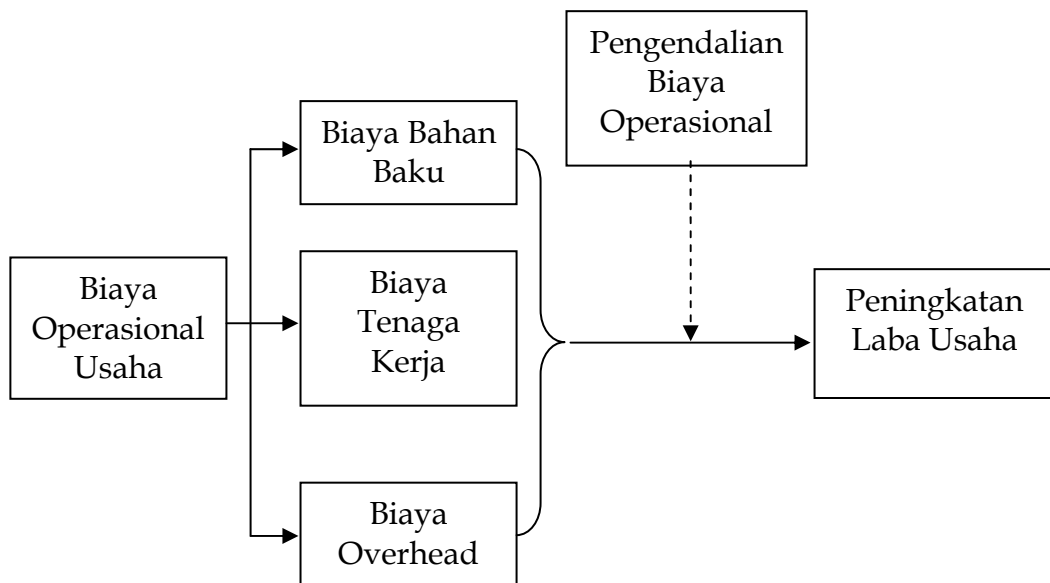 Pengendalian
Biaya
Operasional
Biaya Bahan
Baku
Biaya
Operasional
Usaha
Biaya
Tenaga
Kerja
Peningkatan
Laba Usaha
Biaya
Overhead